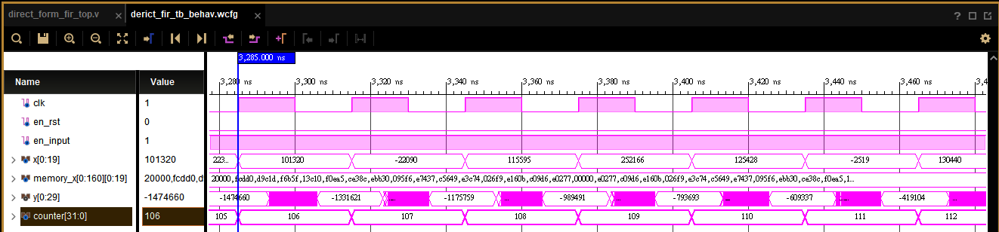 direct_form_fir_top.v × derict_fir_tb_behav.wcfg ×
3,285.000 ns
Name Value 3,280 ns 3,300 ns 3,320 ns 3,340 ns 3,360 ns 3,380 ns 3,400 ns 3,420 ns 3,440 ns 3,460 ns 3,4
clk 1
en_rst 0
en_input 1
x[0:19] 101320 223... 101320 -22090 115595 252166 125428 -2519 130440
memory_x[0:160][0:19] 20000,fcdd0,d 20000,fcdd0,d9c1d,f6b5f,13c10,f0ea5,ce38c,ebb30,095f6,e7437,c5649,e3c74,026f9,e160b,c09d6,e0277,00000,e0277,c09d6,e160b,026f9,e3c74,c5649,e7437,095f6,ebb30,ce38c,f0ea5,1...
y[0:29] -1474660 -1474660 -1331621 ... -1175759 ... -989491 ... -793693 ... -609337 ... -419104 ...
counter[31:0] 106 105 106 107 108 109 110 111 112